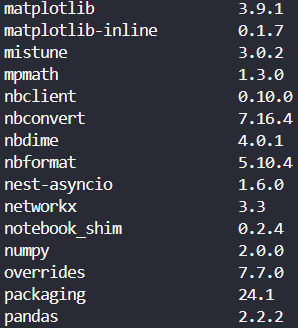 matplotlib 3.9.1
matplotlib-inline 0.1.7
mistune 3.0.2
mpmath 1.3.0
nbclient 0.10.0
nbconvert 7.16.4
nbdime 4.0.1
nbformat 5.10.4
nest-asyncio 1.6.0
networkx 3.3
notebook_shim 0.2.4
numpy 2.0.0
overrides 7.7.0
packaging 24.1
pandas 2.2.2